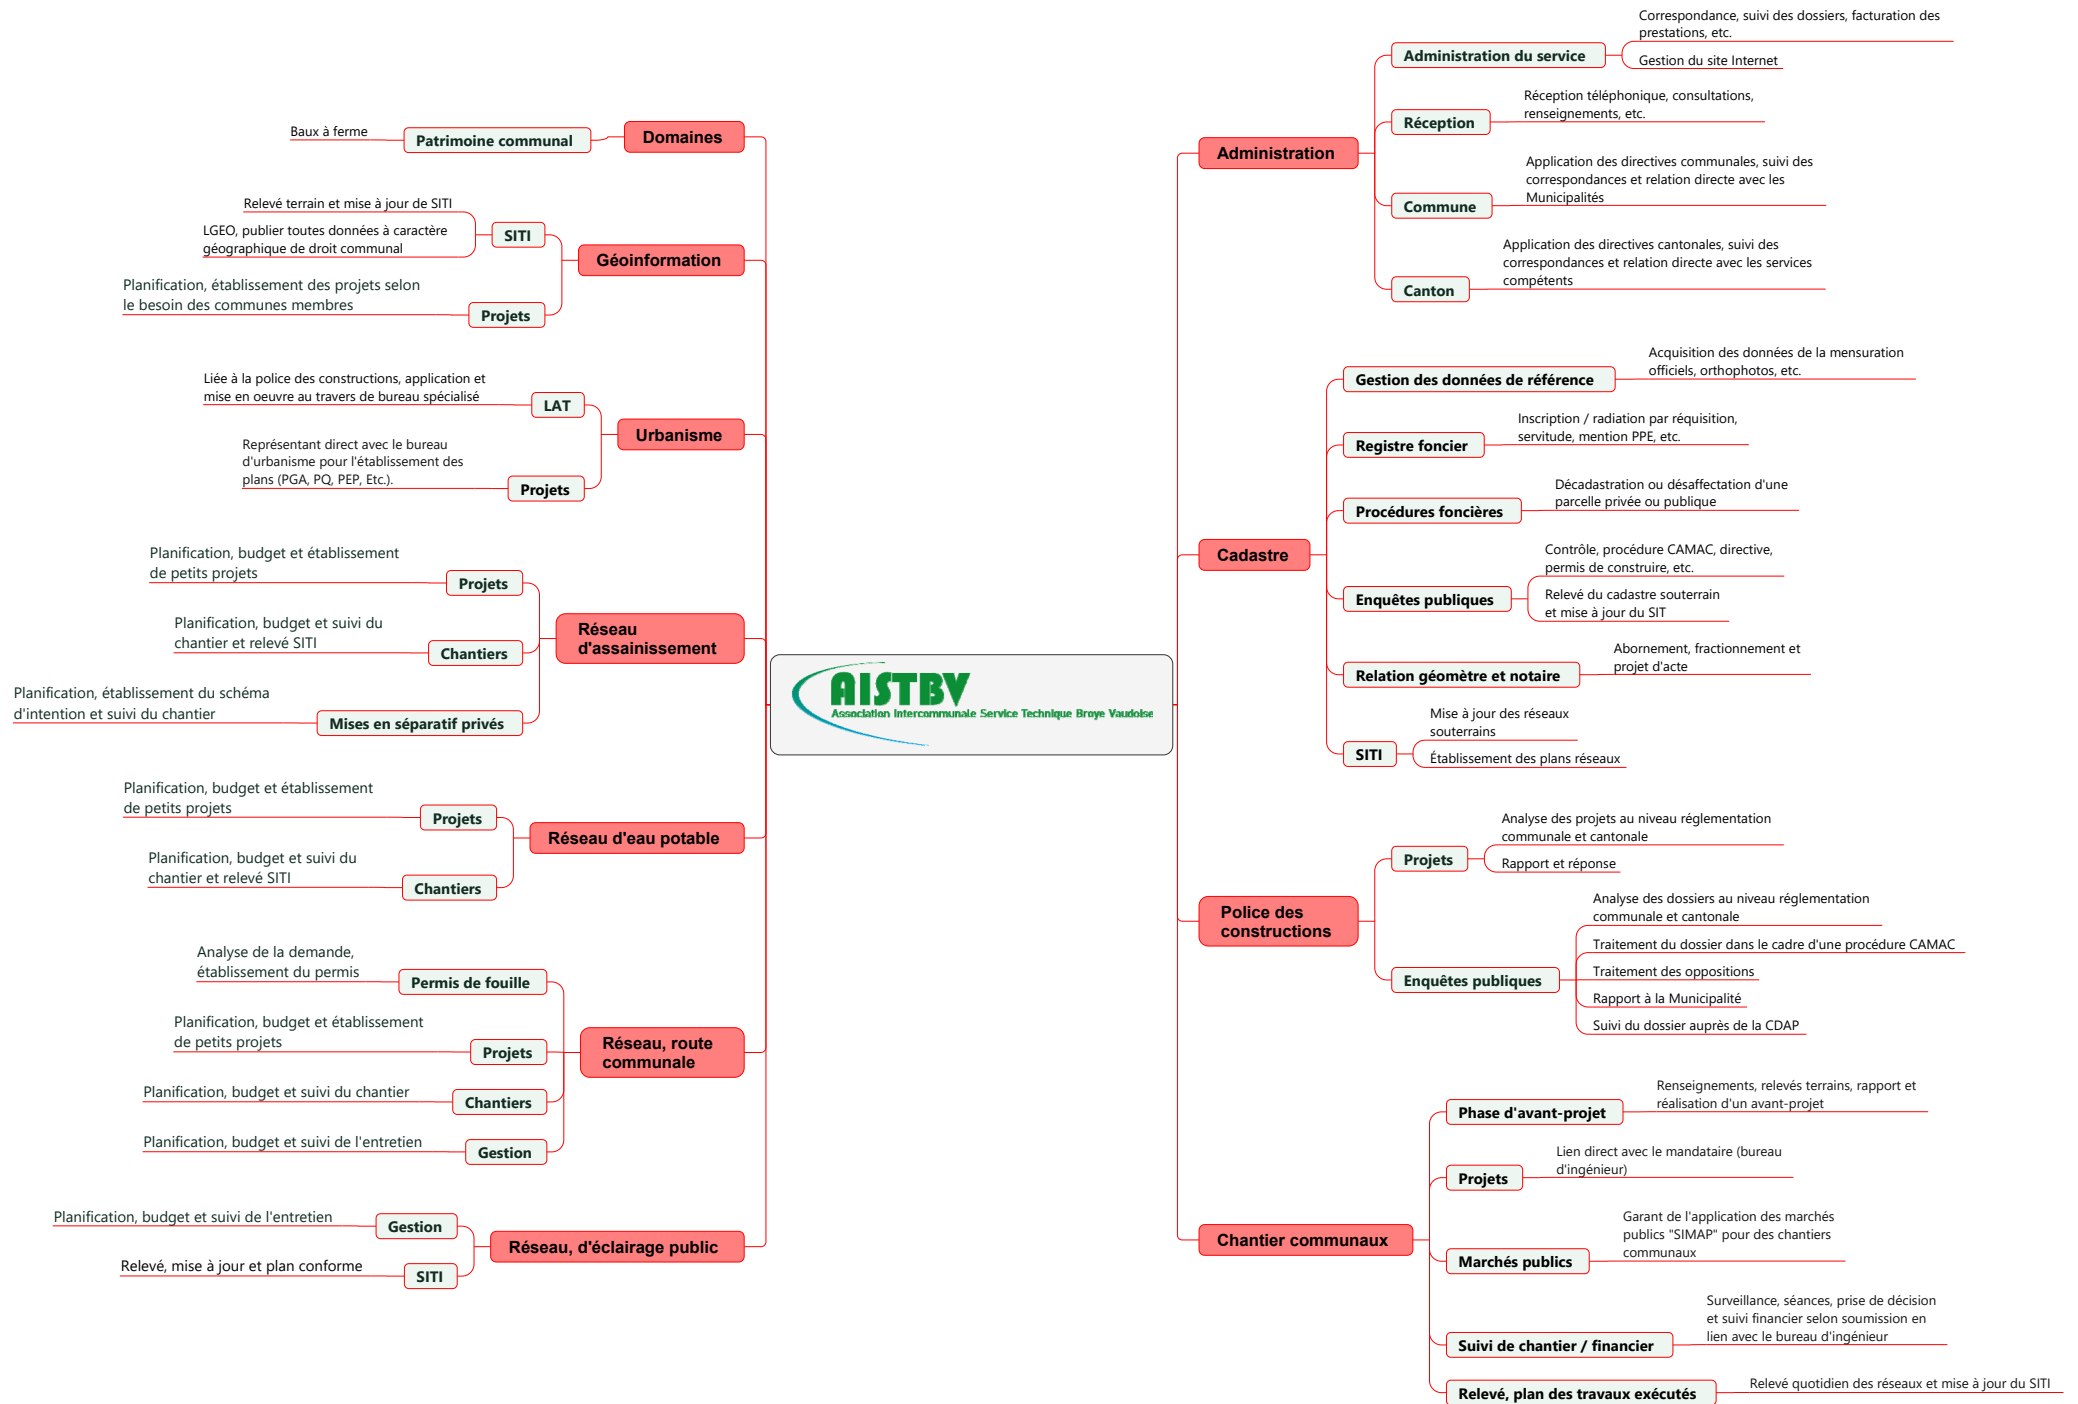 AISTBV
Association Intercommunale Service Technique Broye Vaudoise
Domaines
Patrimoine communal
Baux à ferme
Géoinformation
SITI
Relevé terrain et mise à jour de SITI
LGEO, publier toutes données à caractère
géographique de droit communal
Projets
Planification, établissement des projets selon
le besoin des communes membres
Urbanisme
LAT
Liée à la police des constructions, application et
mise en oeuvre au travers de bureau spécialisé
Projets
Représentant direct avec le bureau
d'urbanisme pour l'établissement des
plans (PGA, PQ, PEP, Etc.).
Réseau
d'assainissement
Projets
Planification, budget et établissement
de petits projets
Chantiers
Planification, budget et suivi du
chantier et relevé SITI
Mises en séparatif privés
Planification, établissement du schéma
d'intention et suivi du chantier
Réseau d'eau potable
Projets
Planification, budget et établissement
de petits projets
Chantiers
Planification, budget et suivi du
chantier et relevé SITI
Réseau, route
communale
Permis de fouille
Analyse de la demande,
établissement du permis
Projets
Planification, budget et établissement
de petits projets
Chantiers
Planification, budget et suivi du chantier
Gestion
Planification, budget et suivi de l'entretien
Réseau, d'éclairage public
Gestion
Planification, budget et suivi de l'entretien
SITI
Relevé, mise à jour et plan conforme
Administration
Administration du service
Correspondance, suivi des dossiers, facturation des
prestations, etc.
Gestion du site Internet
Réception
Réception téléphonique, consultations,
renseignements, etc.
Commune
Application des directives communales, suivi des
correspondances et relation directe avec les
Municipalités
Canton
Application des directives cantonales, suivi des
correspondances et relation directe avec les services
compétents
Cadastre
Gestion des données de référence
Acquisition des données de la mensuration
officiels, orthophotos, etc.
Registre foncier
Inscription / radiation par réquisition,
servitude, mention PPE, etc.
Procédures foncières
Décadastration ou désaffectation d'une
parcelle privée ou publique
Enquêtes publiques
Contrôle, procédure CAMAC, directive,
permis de construire, etc.
Relevé du cadastre souterrain
et mise à jour du SIT
Relation géomètre et notaire
Abornement, fractionnement et
projet d'acte
SITI
Mise à jour des réseaux
souterrains
Établissement des plans réseaux
Police des
constructions
Projets
Analyse des projets au niveau réglementation
communale et cantonale
Rapport et réponse
Enquêtes publiques
Analyse des dossiers au niveau réglementation
communale et cantonale
Traitement du dossier dans le cadre d'une procédure CAMAC
Traitement des oppositions
Rapport à la Municipalité
Suivi du dossier auprès de la CDAP
Chantier communaux
Phase d'avant-projet
Renseignements, relevés terrains, rapport et
réalisation d'un avant-projet
Projets
Lien direct avec le mandataire (bureau
d'ingénieur)
Marchés publics
Garant de l'application des marchés
publics "SIMAP" pour des chantiers
communaux
Suivi de chantier / financier
Surveillance, séances, prise de décision
et suivi financier selon soumission en
lien avec le bureau d'ingénieur
Relevé, plan des travaux exécutés
Relevé quotidien des réseaux et mise à jour du SITI